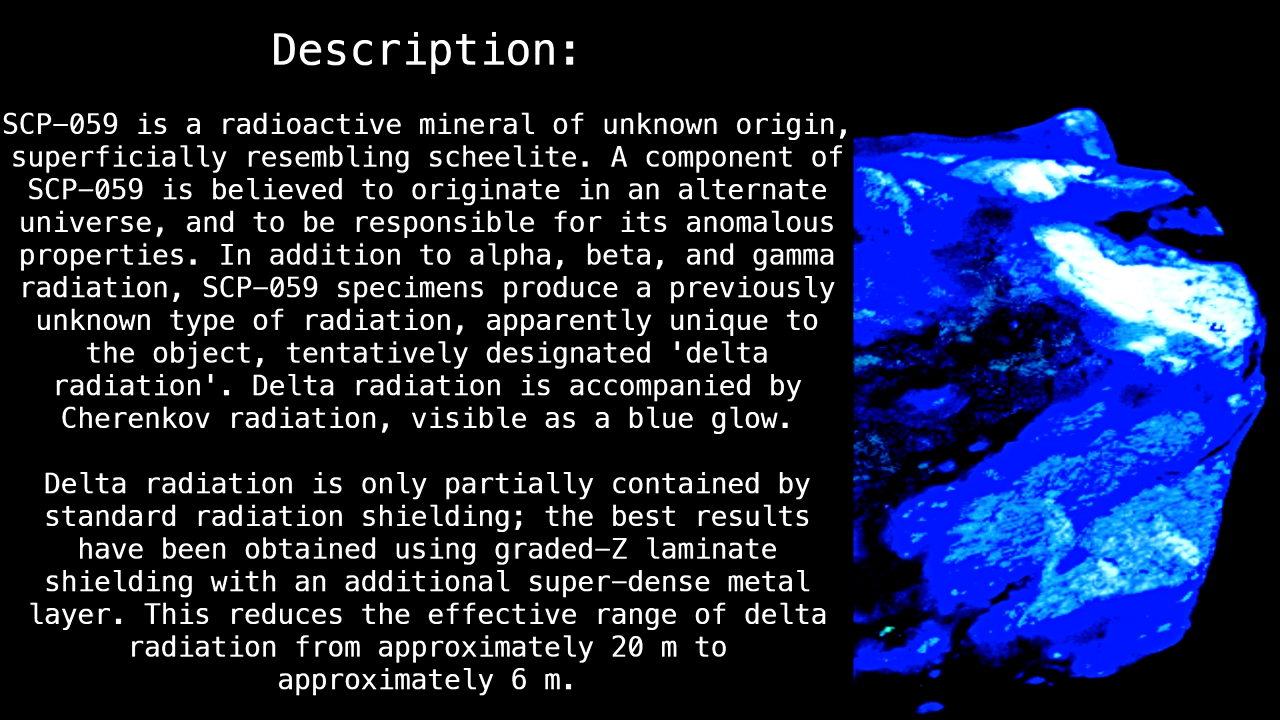 Description:
SCP–059 is a radioactive mineral of unknown origin,
superficially resembling scheelite. A component of
SCP–059 is believed to originate in an alternate
universe, and to be responsible for its anomalous
properties. In addition to alpha, beta, and gamma
radiation, SCP–059 specimens produce a previously
unknown type of radiation, apparently unique to
the object, tentatively designated 'delta
radiation'. Delta radiation is accompanied by
Cherenkov radiation, visible as a blue glow.
Delta radiation is only partially contained by
standard radiation shielding; the best results
have been obtained using graded–Z laminate
shielding with an additional super–dense metal
layer. This reduces the effective range of delta
radiation from approximately 20 m to
approximately 6 m.